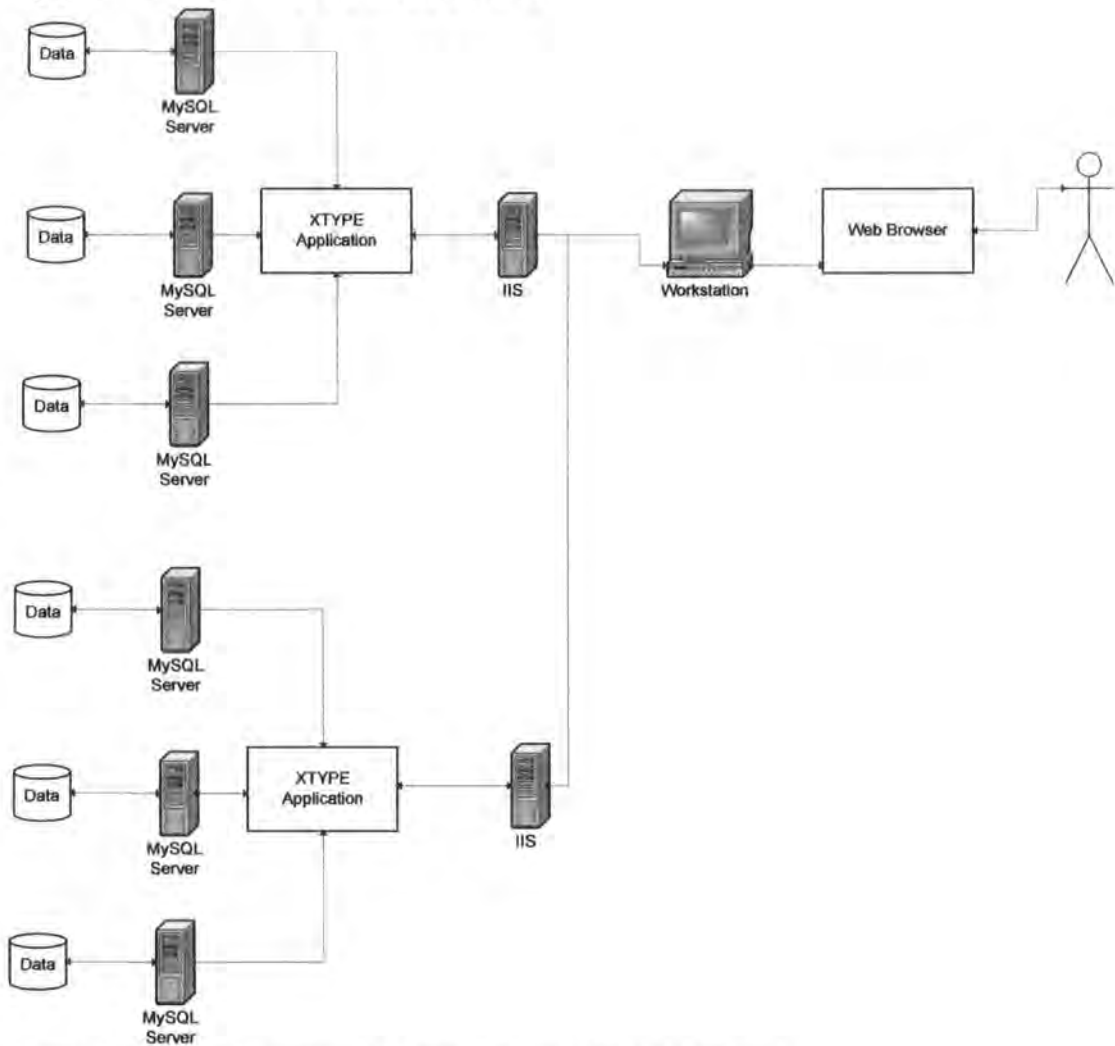 Data
MySQL
Server
Data
MySQL
Server
XTYPE
Application
IIS
Workstation
Web Browser
Data
MySQL
Server
Data
MySQL
Server
Data
MySQL
Server
XTYPE
Application
IIS
Data
MySQL
Server